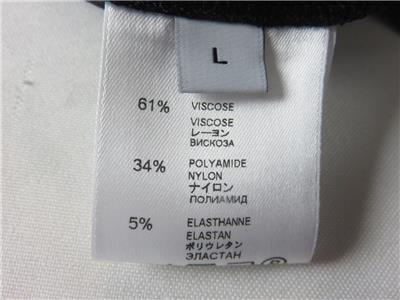 L
61% VISCOSE
VISCOSE
レーヨン
ВИСКОЗА
34% POLYAMIDE
NYLON
ナイロン
ПОЛИАМИД
5% ELASTHANNE
ELASTAN
ポリウレタン
ЭЛАСТАН